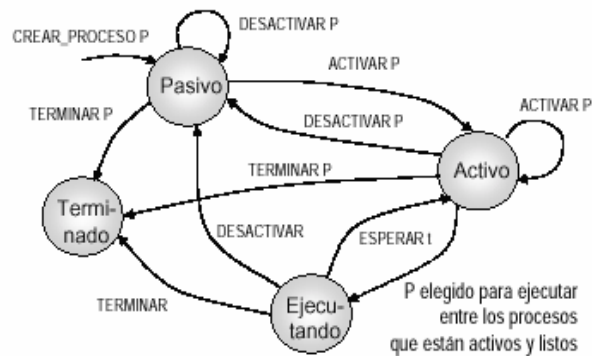 DESACTIVAR P
CREAR_PROCESO P
Pasivo
ACTIVAR P
TERMINAR P
DESACTIVAR P
ACTIVAR P
Activo
TERMINAR P
Termi-
nado
DESACTIVAR
ESPERAR t
TERMINAR
Ejecu-
tando
P elegido para ejecutar
entre los procesos
que están activos y listos